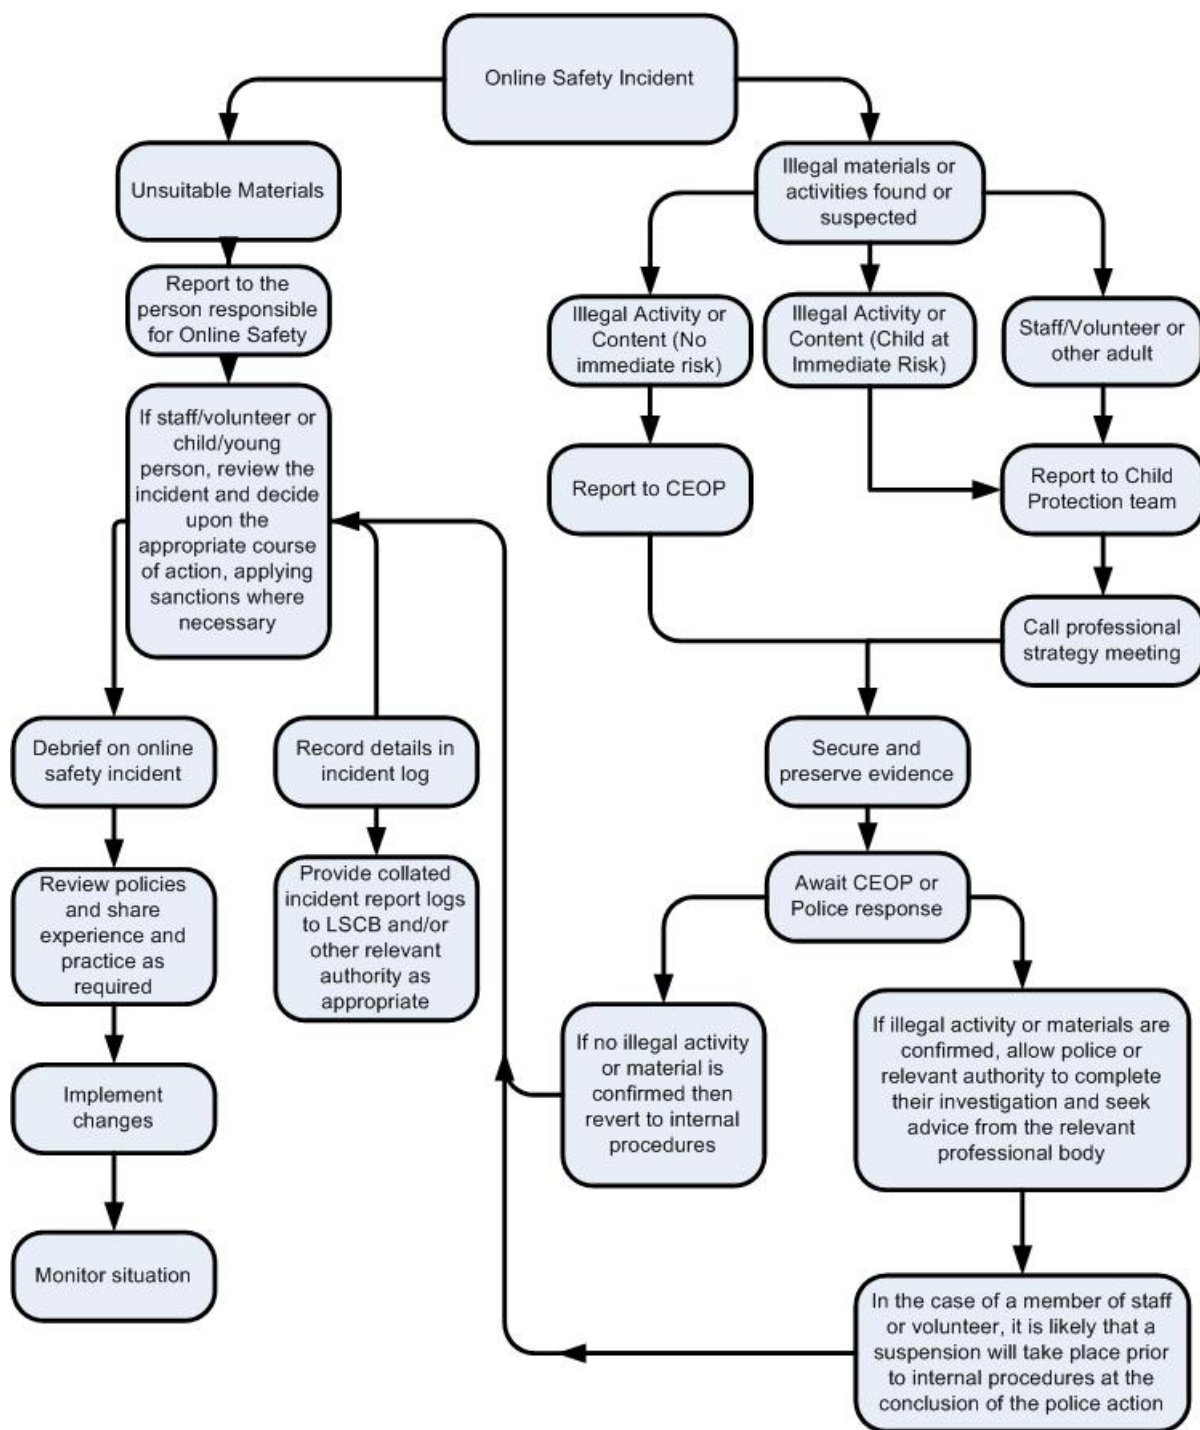 Online Safety Incident
Unsuitable Materials
Report to the
person responsible
for Online Safety
If staff/volunteer or
child/young
person, review the
incident and decide
upon the
appropriate course
of action, applying
sanctions where
necessary
Debrief on online
safety incident
Review policies
and share
experience and
practice as
required
Implement
changes
Monitor situation
Record details in
incident log
Provide collated
incident report logs
to LSCB and/or
other relevant
authority as
appropriate
Illegal materials or
activities found or
suspected
Illegal Activity or
Content (No
immediate risk)
Illegal Activity or
Content (Child at
Immediate Risk)
Staff/Volunteer or
other adult
Report to CEOP
Report to Child
Protection team
Call professional
strategy meeting
Secure and
preserve evidence
Await CEOP or
Police response
If no illegal activity
or material is
confirmed then
revert to internal
procedures
If illegal activity or materials are
confirmed, allow police or
relevant authority to complete
their investigation and seek
advice from the relevant
professional body
In the case of a member of staff
or volunteer, it is likely that a
suspension will take place prior
to internal procedures at the
conclusion of the police action